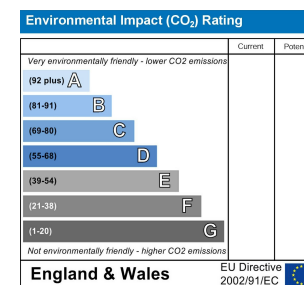 Environmental Impact (CO2) Rating
Current Poten
Very environmentally friendly - lower CO2 emissions
(92 plus) A
(81-91) B
(69-80) C
(55-68) D
(39-54) E
(21-38) F
(1-20) G
Not environmentally friendly - higher CO2 emissions
England & Wales
EU Directive
2002/91/EC